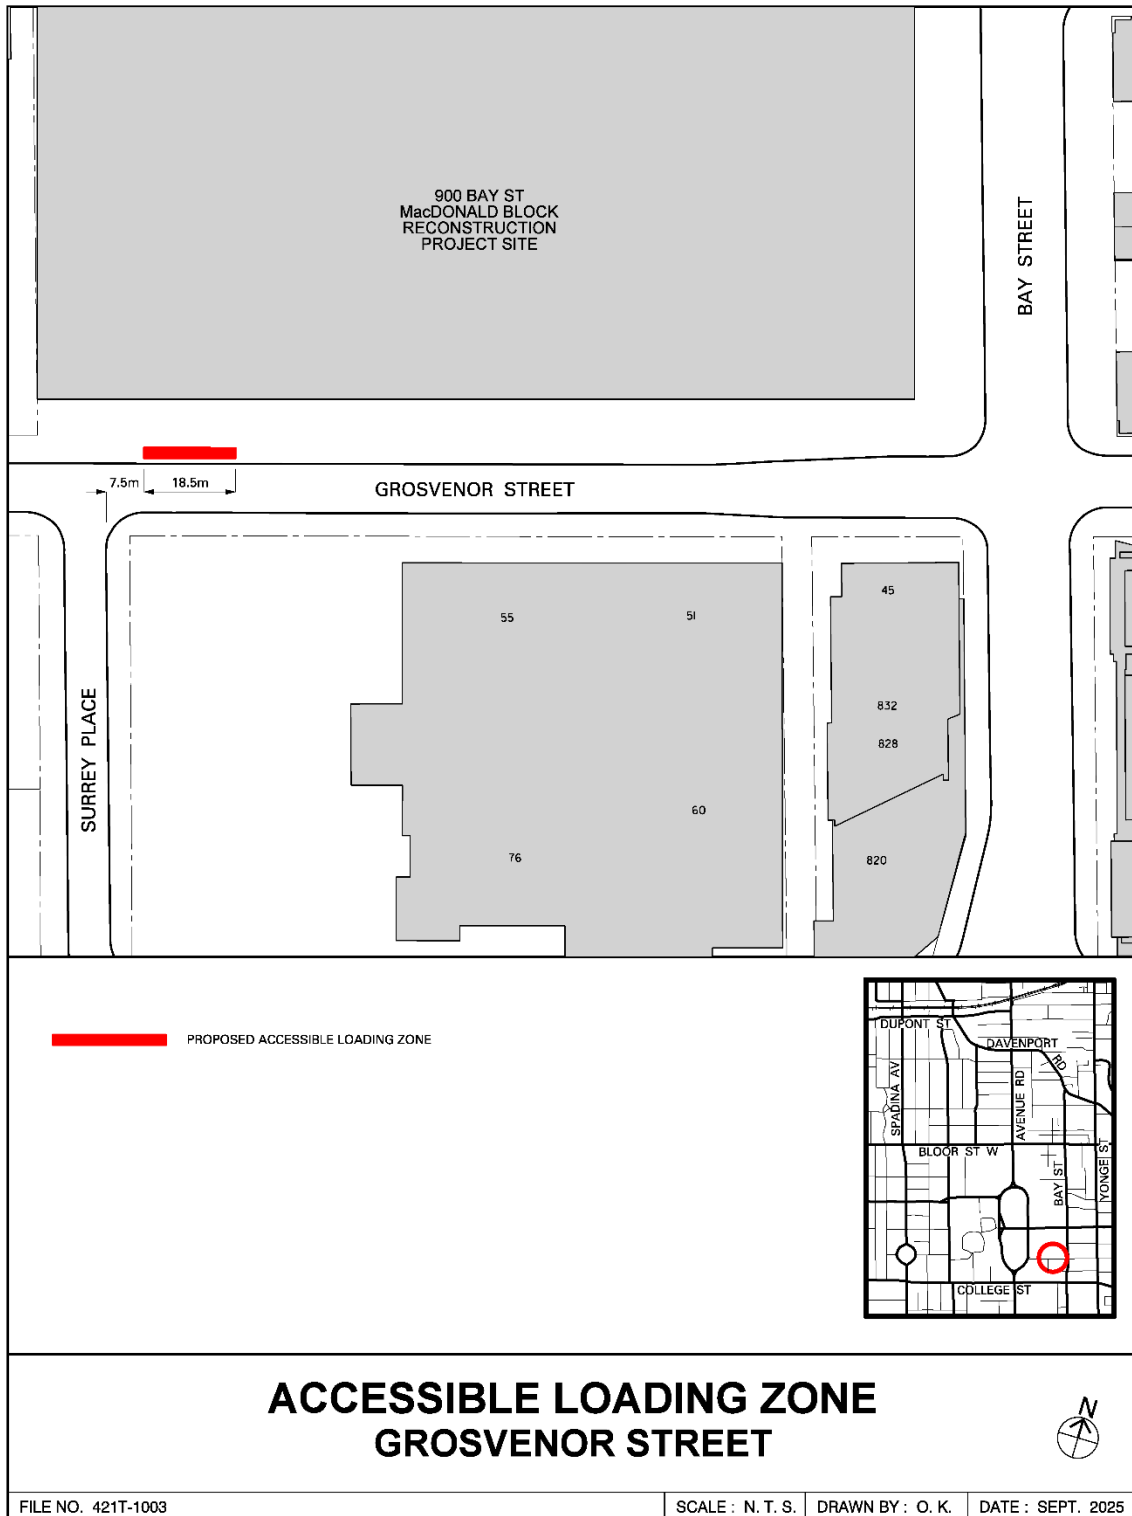 900 BAY ST
MacDONALD BLOCK
RECONSTRUCTION
PROJECT SITE
BAY STREET
7.5m
18.5m
GROSVENOR STREET
55
51
45
832
828
SURREY PLACE
60
76
820
PROPOSED ACCESSIBLE LOADING ZONE
DUPONT ST
DAVENPORT
RD
SPADINA AV
AVENUE RD
BLOOR ST W
BAY ST
YONGE ST
COLLEGE ST
ACCESSIBLE LOADING ZONE
GROSVENOR STREET
N
FILE NO. 421T-1003
SCALE : N. T. S.
DRAWN BY : O. K.
DATE : SEPT. 2025